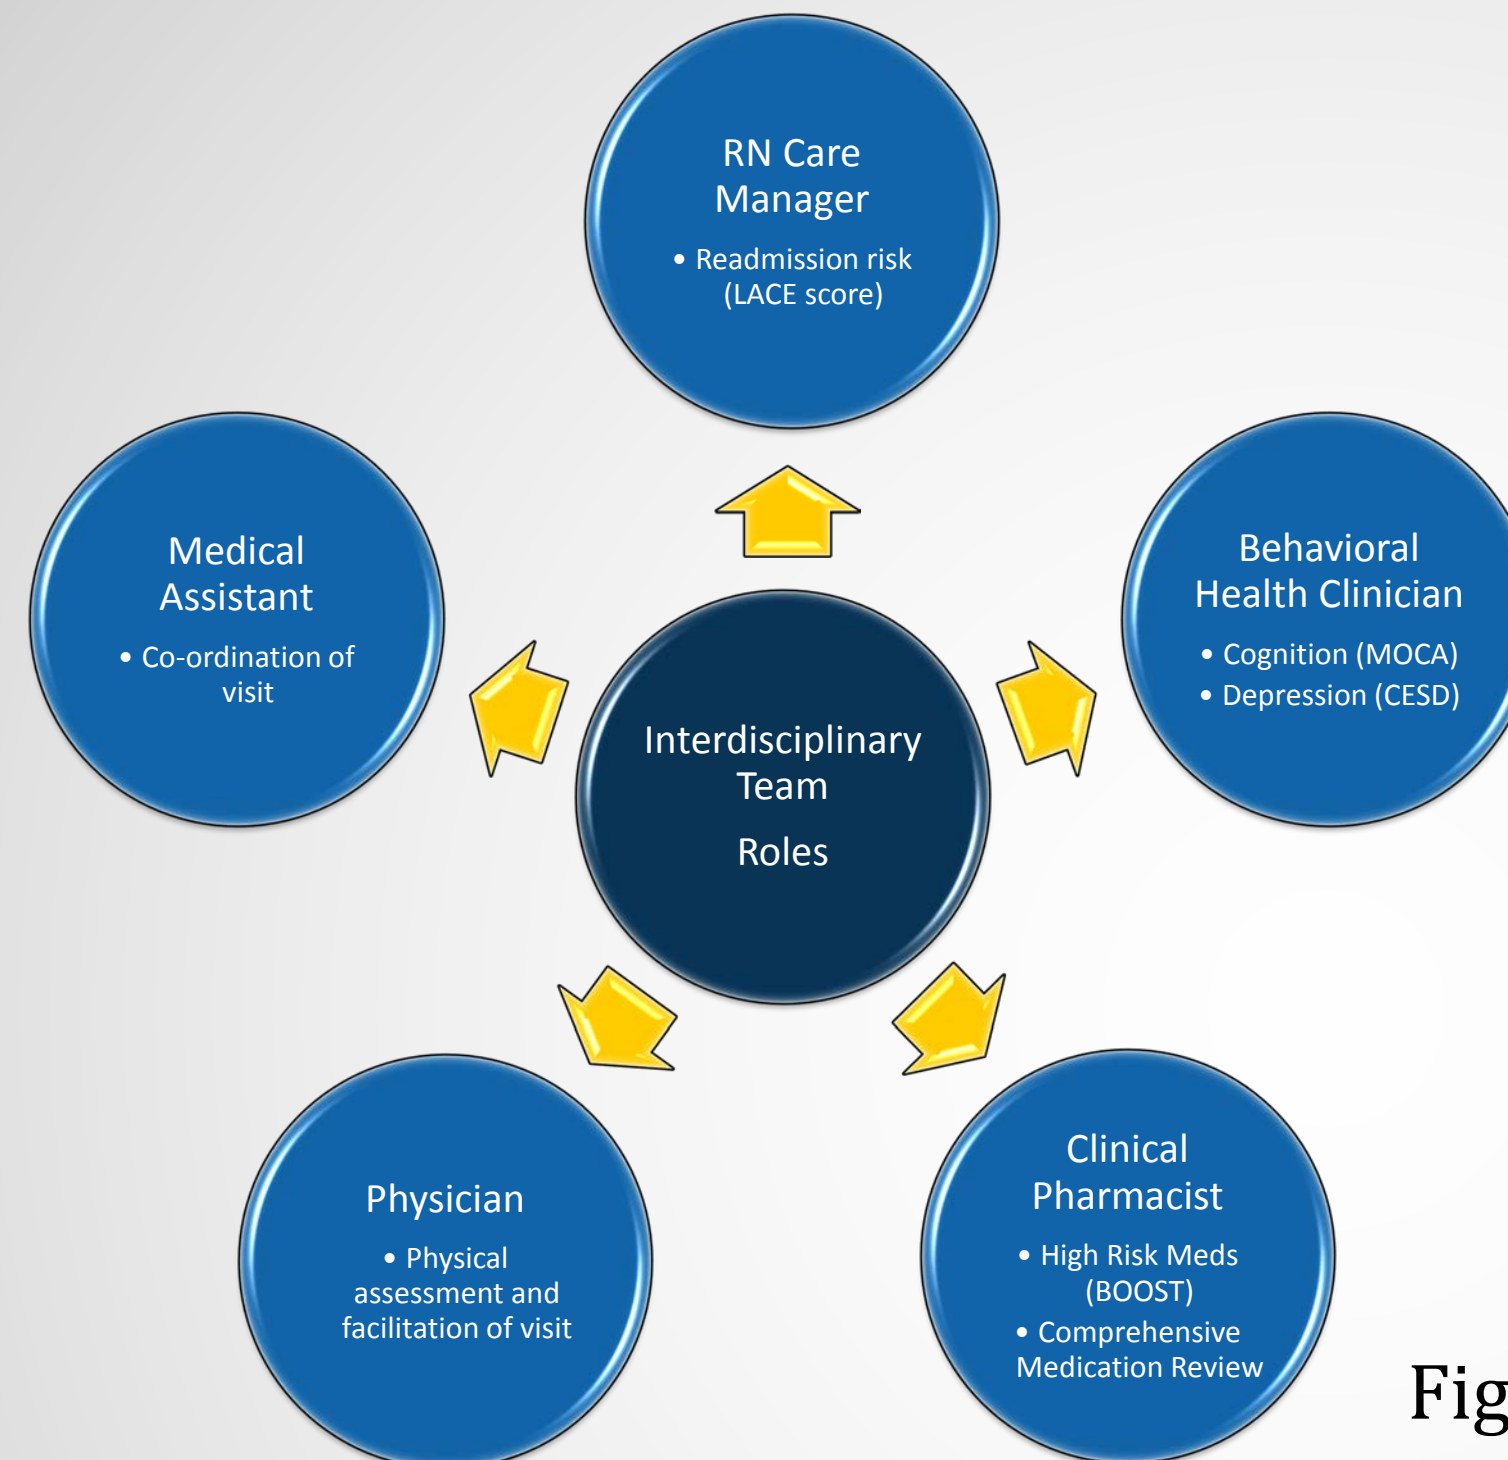 RN Care
Manager
• Readmission risk
(LACE score)
Medical
Assistant
• Co-ordination of
visit
Behavioral
Health Clinician
• Cognition (MOCA)
• Depression (CESD)
Interdisciplinary
Team
Roles
Physician
• Physical
assessment and
facilitation of visit
Clinical
Pharmacist
• High Risk Meds
(BOOST)
• Comprehensive
Medication Review
Fig